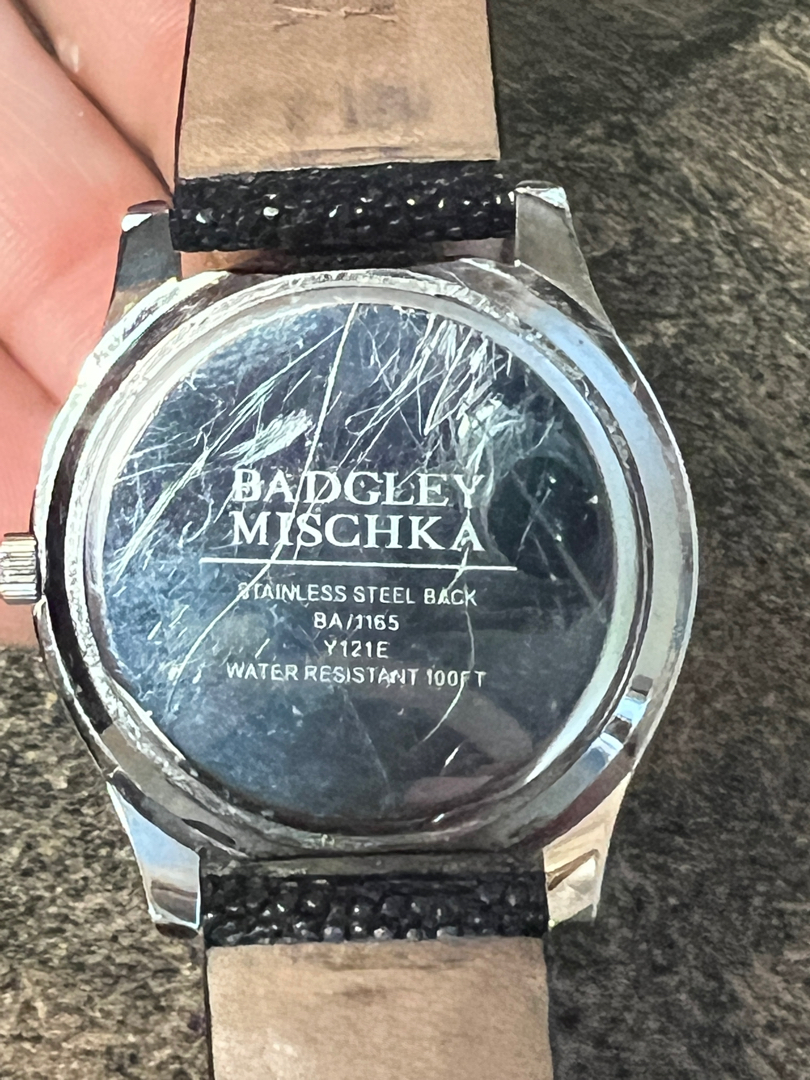 BADGLEY
MISCHKA
STAINLESS STEEL BACK
BA/1165
Y121E
WATER RESISTANT 100FT